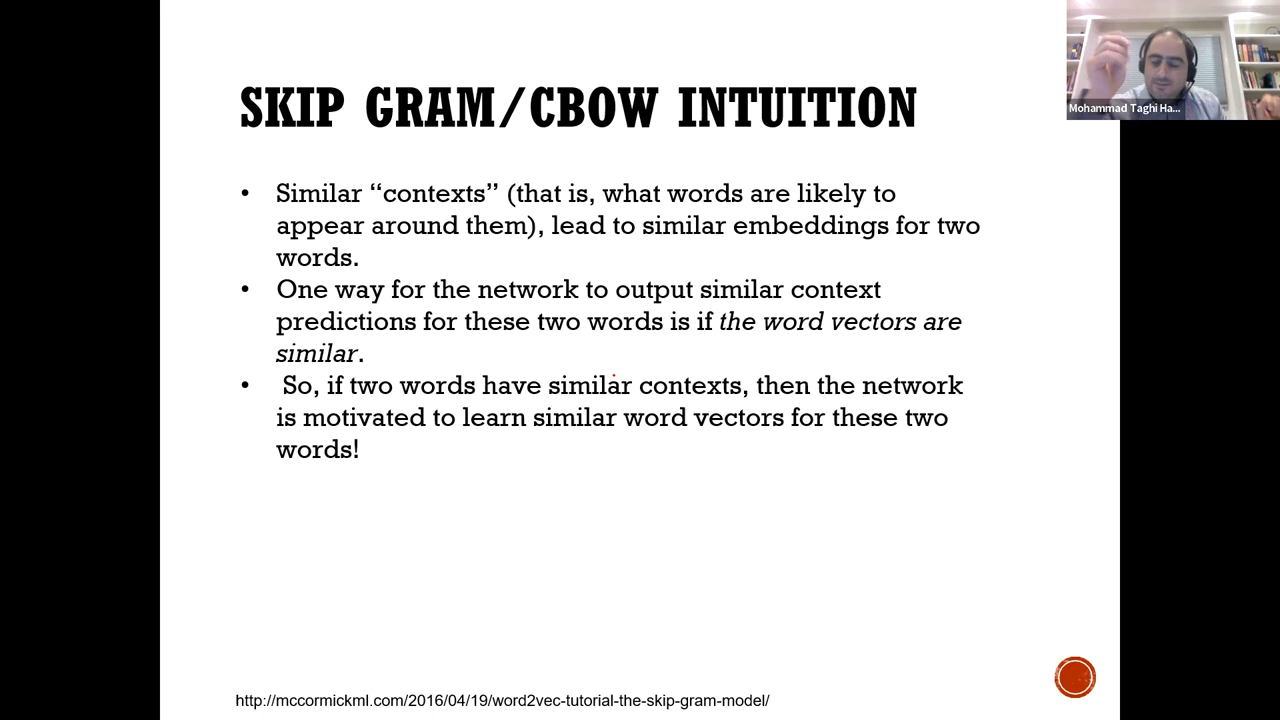 SKIP GRAM/CBOW INTUITION
Mohammad Taghi Ha...
• Similar “contexts” (that is, what words are likely to
appear around them), lead to similar embeddings for two
words.
• One way for the network to output similar context
predictions for these two words is if the word vectors are
similar.
• So, if two words have similar contexts, then the network
is motivated to learn similar word vectors for these two
words!
http://mccormickml.com/2016/04/19/word2vec-tutorial-the-skip-gram-model/